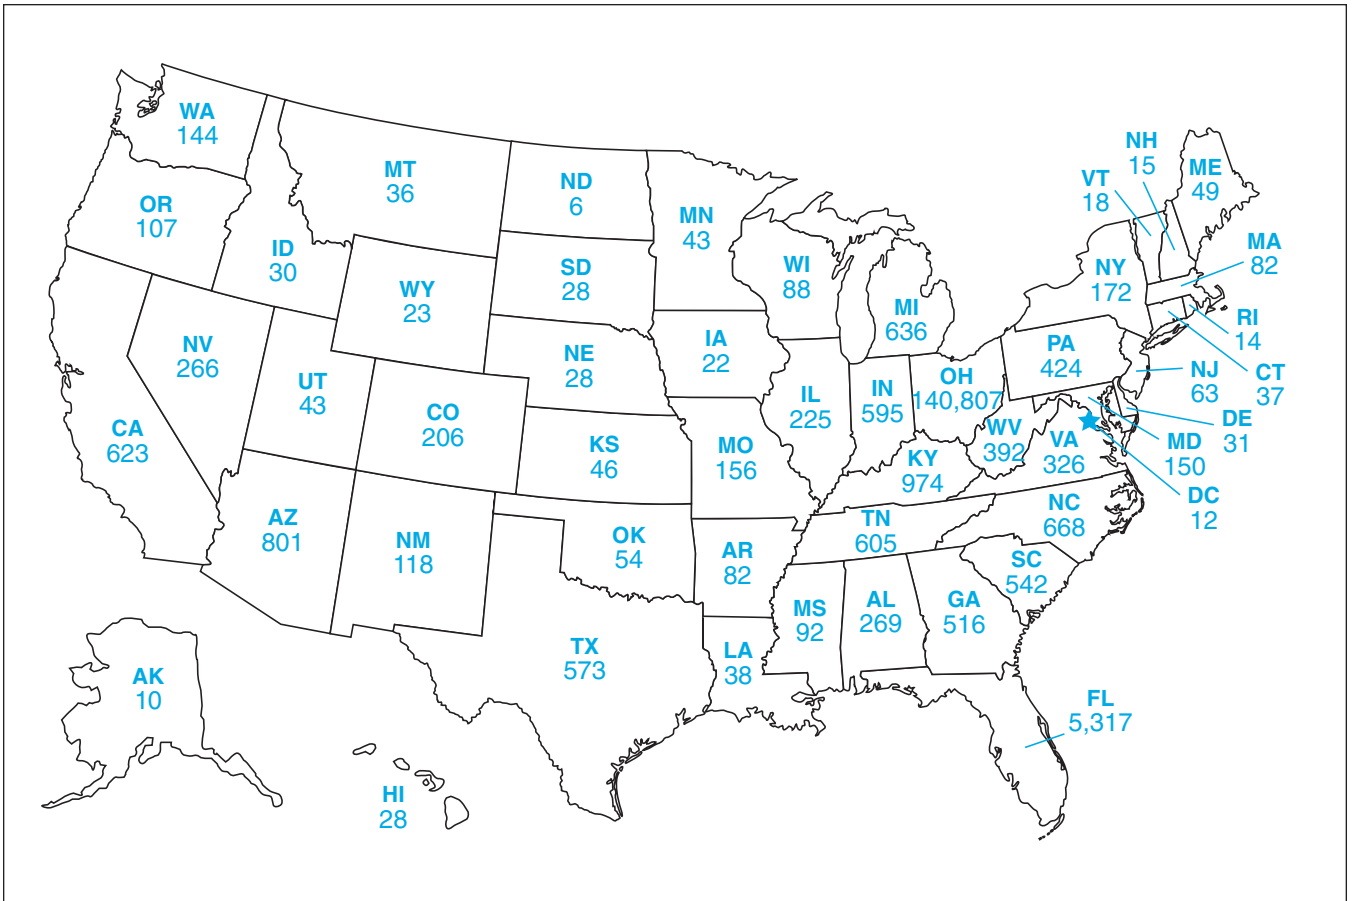 WA
144
OR
107
CA
623
NV
266
ID
30
MT
36
WY
23
UT
43
AZ
801
CO
206
NM
118
ND
6
SD
28
NE
28
KS
46
OK
54
TX
573
MN
43
IA
22
MO
156
AR
82
LA
38
WI
88
IL
225
MI
636
IN
595
OH
140,807
KY
974
TN
605
MS
92
AL
269
GA
516
FL
5,317
SC
542
NC
668
VA
326
WV
392
PA
424
NY
172
VT
18
NH
15
ME
49
MA
82
RI
14
CT
37
NJ
63
DE
31
MD
150
DC
12
AK
10
HI
28